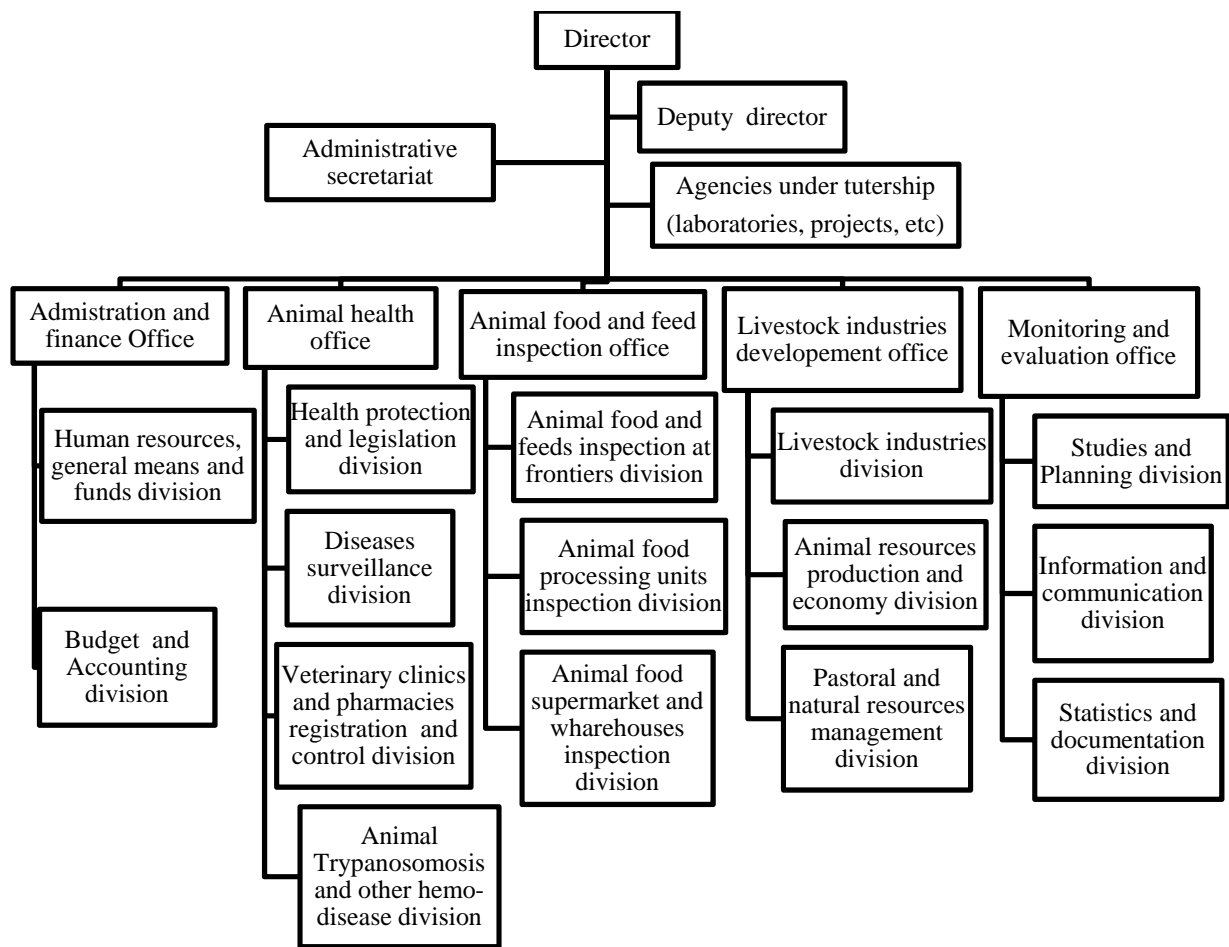 Director
Deputy director
Administrative
secretariat
Agencies under tutership
(laboratories, projects, etc)
Admistration and
finance Office
Animal health
office
Animal food and feed
inspection office
Livestock industries
developement office
Monitoring and
evaluation office
Human resources,
general means and
funds division
Budget and
Accounting
division
Health protection
and legislation
division
Diseases
surveillance
division
Veterinary clinics
and pharmacies
registration and
control division
Animal
Trypanosomosis
and other hemo-
disease division
Animal food and
feeds inspection at
frontiers division
Animal food
processing units
inspection division
Animal food
supermarket and
wharehouses
inspection
division
Livestock industries
division
Animal resources
production and
economy division
Pastoral and
natural resources
management
division
Studies and
Planning division
Information and
communication
division
Statistics and
documentation
division